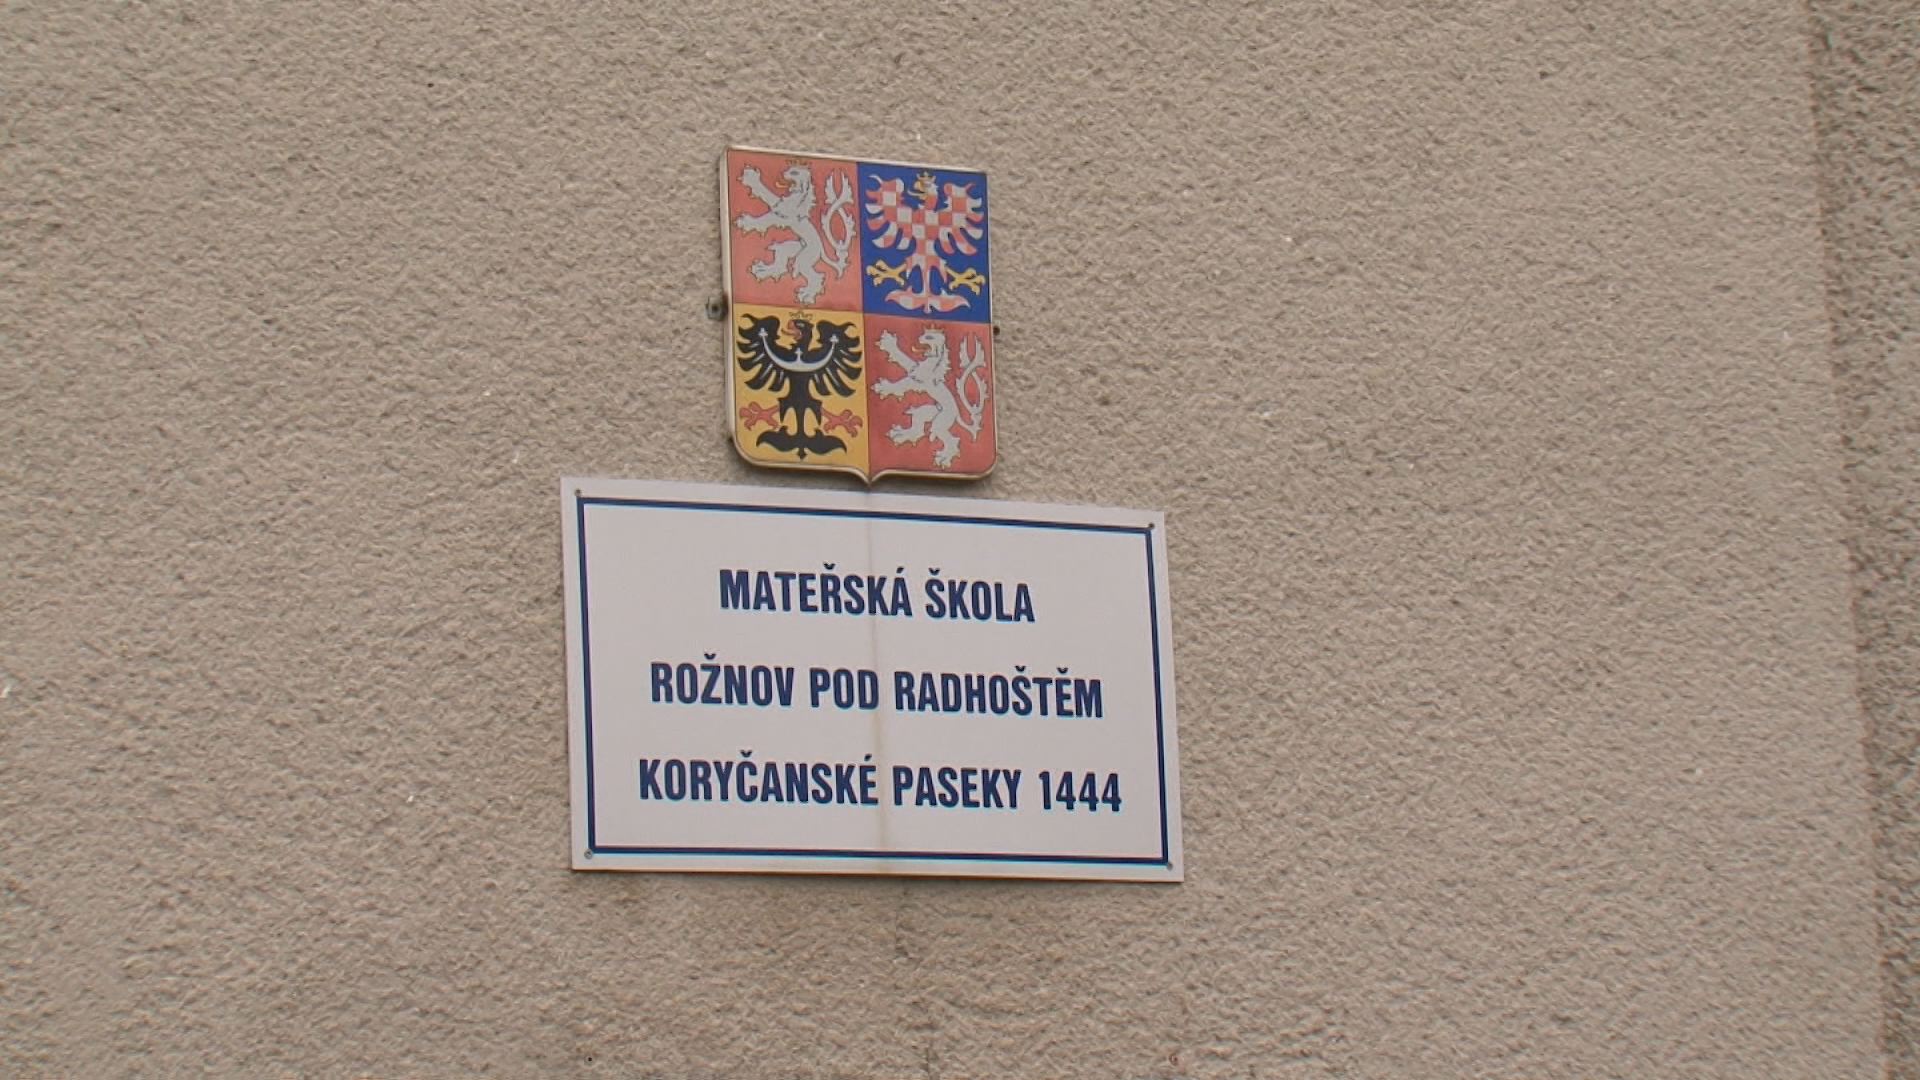 MATEŘSKÁ ŠKOLA
ROŽNOV POD RADHOŠTĚM
KORYČANSKÉ PASEKY 1444